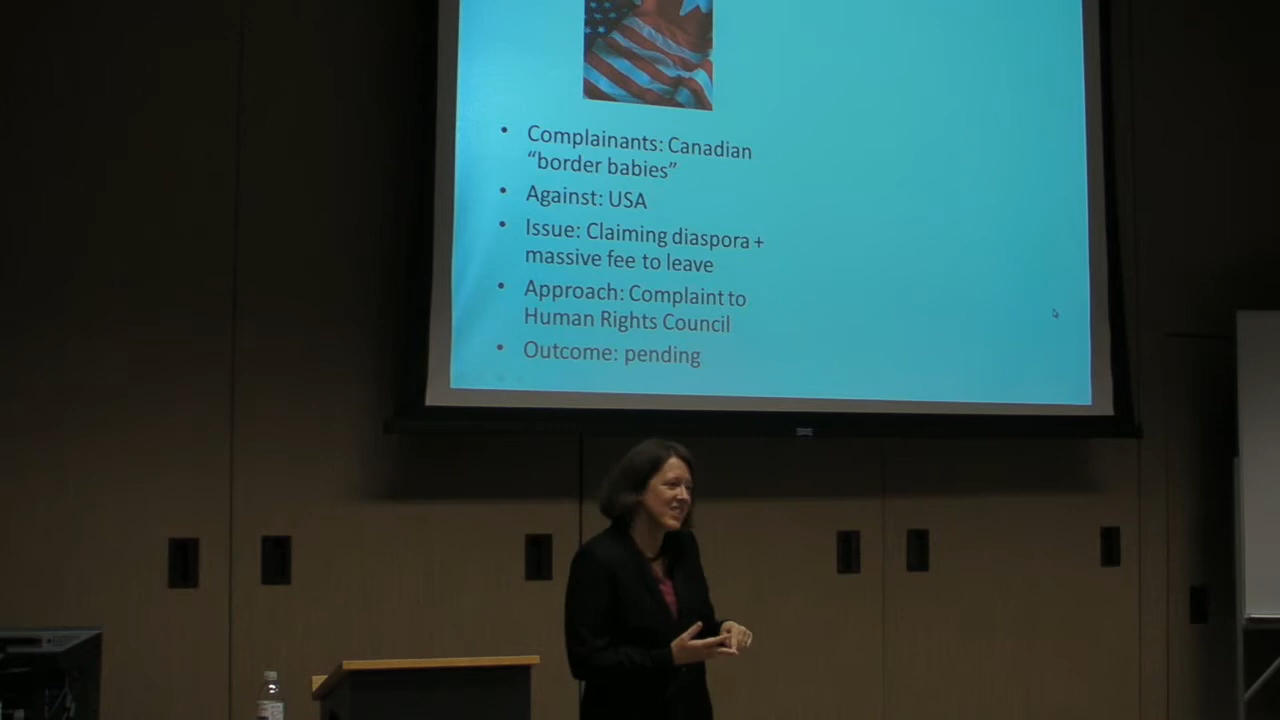 • Complainants: Canadian
“border babies”
• Against: USA
• Issue: Claiming diaspora +
massive fee to leave
• Approach: Complaint to
Human Rights Council
• Outcome: pending